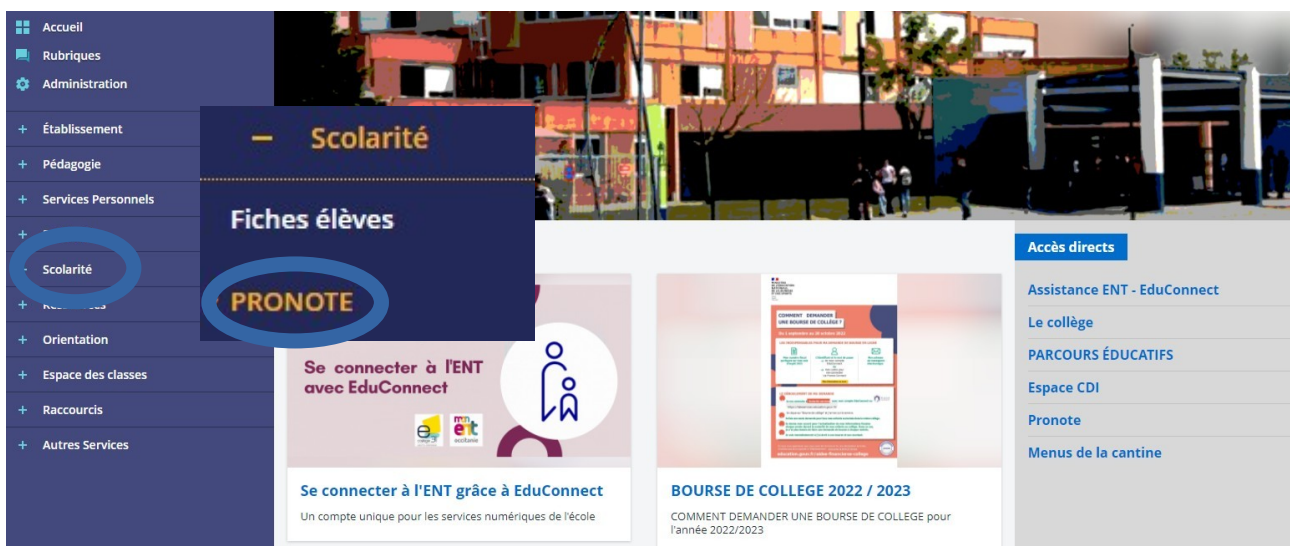 Accueil
Rubriques
Administration
+ Établissement
+ Pédagogie
+ Services Personnels
+
Scolarité
+
+ Orientation
+ Espace des classes
+ Raccourcis
+ Autres Services
– Scolarité
Fiches élèves
PRONOTE
Se connecter à l'ENT
avec EduConnect
mon
ent
occitanie
Se connecter à l'ENT grâce à EduConnect
Un compte unique pour les services numériques de l'école
COMMENT DEMANDER
UNE BOURSE DE COLLÈGE ?
BOURSE DE COLLEGE 2022 / 2023
COMMENT DEMANDER UNE BOURSE DE COLLEGE pour
l'année 2022/2023
Accès directs
Assistance ENT - EduConnect
Le collège
PARCOURS ÉDUCATIFS
Espace CDI
Pronote
Menus de la cantine